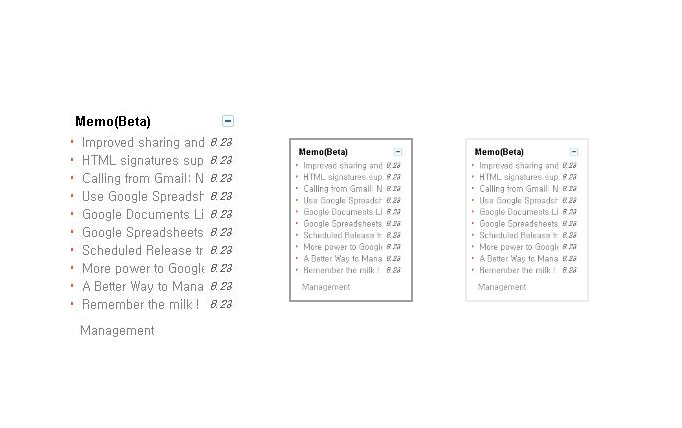 Memo(Beta)
Improved sharing and 8.23
HTML signatures sup 8.23
Calling from Gmail: N 8.23
Use Google Spreadsh 8.23
Google Documents Li 8.23
Google Spreadsheets 8.23
Scheduled Release tr 8.23
More power to Google 8.23
A Better Way to Mana 8.23
Remember the milk ! 8.23
Management
Memo(Beta)
Improved sharing and 8.23
HTML signatures sup 8.23
Calling from Gmail: N 8.23
Use Google Spreadsh 8.23
Google Documents Li 8.23
Google Spreadsheets 8.23
Scheduled Release tr 8.23
More power to Google 8.23
A Better Way to Mana 8.23
Remember the milk ! 8.23
Management
Memo(Beta)
Improved sharing and 8.23
HTML signatures sup 8.23
Calling from Gmail: N 8.23
Use Google Spreadsh 8.23
Google Documents Li 8.23
Google Spreadsheets 8.23
Scheduled Release tr 8.23
More power to Google 8.23
A Better Way to Mana 8.23
Remember the milk ! 8.23
Management